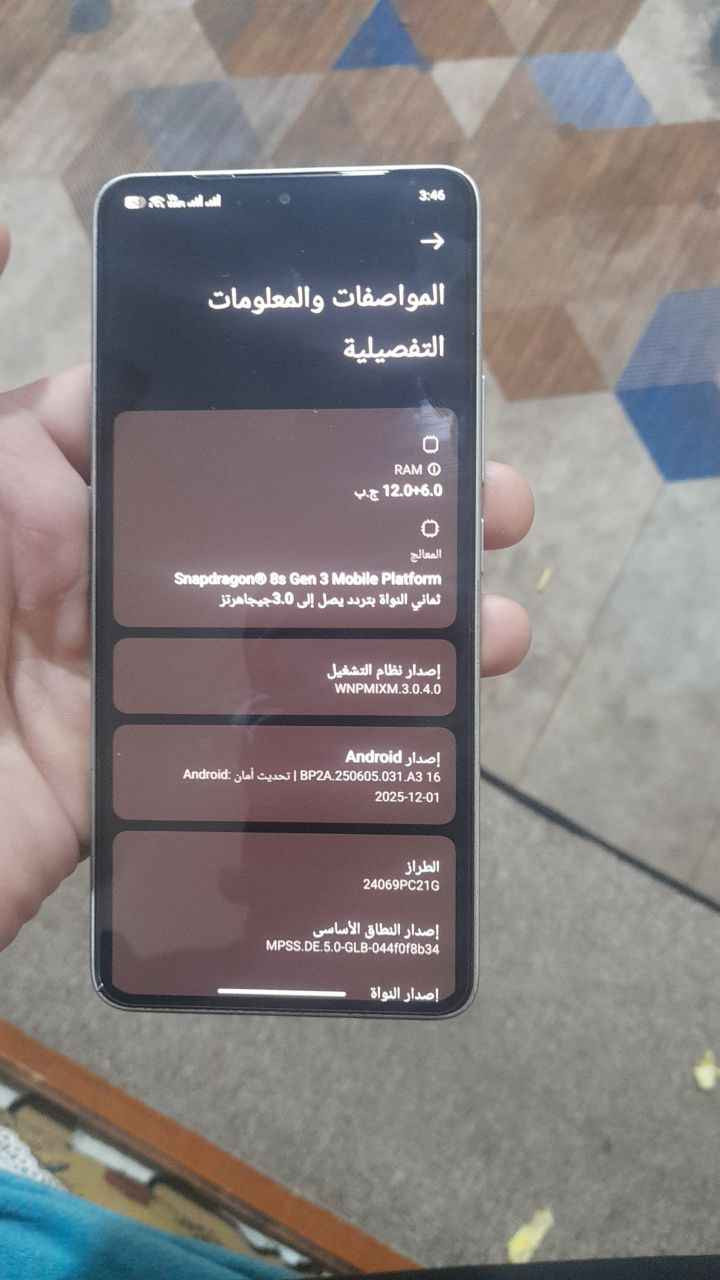 3:46
المواصفات والمعلومات
التفصيلية
RAM
12.0+6.0 ج.ب
المعالج
Snapdragon® 8s Gen 3 Mobile Platform
ثماني النواة بتردد يصل إلى 3.0جيجاهرتز
إصدار نظام التشغيل
3.0.4.0.WNPMIXM
إصدار Android
16 BP2A.250605.031.A3 | تحديث أمان Android:
2025-12-01
الطراز
24069PC21G
إصدار النطاق الأساسي
MPSS.DE.5.0-GLB-044f0f8b34
إصدار النواة